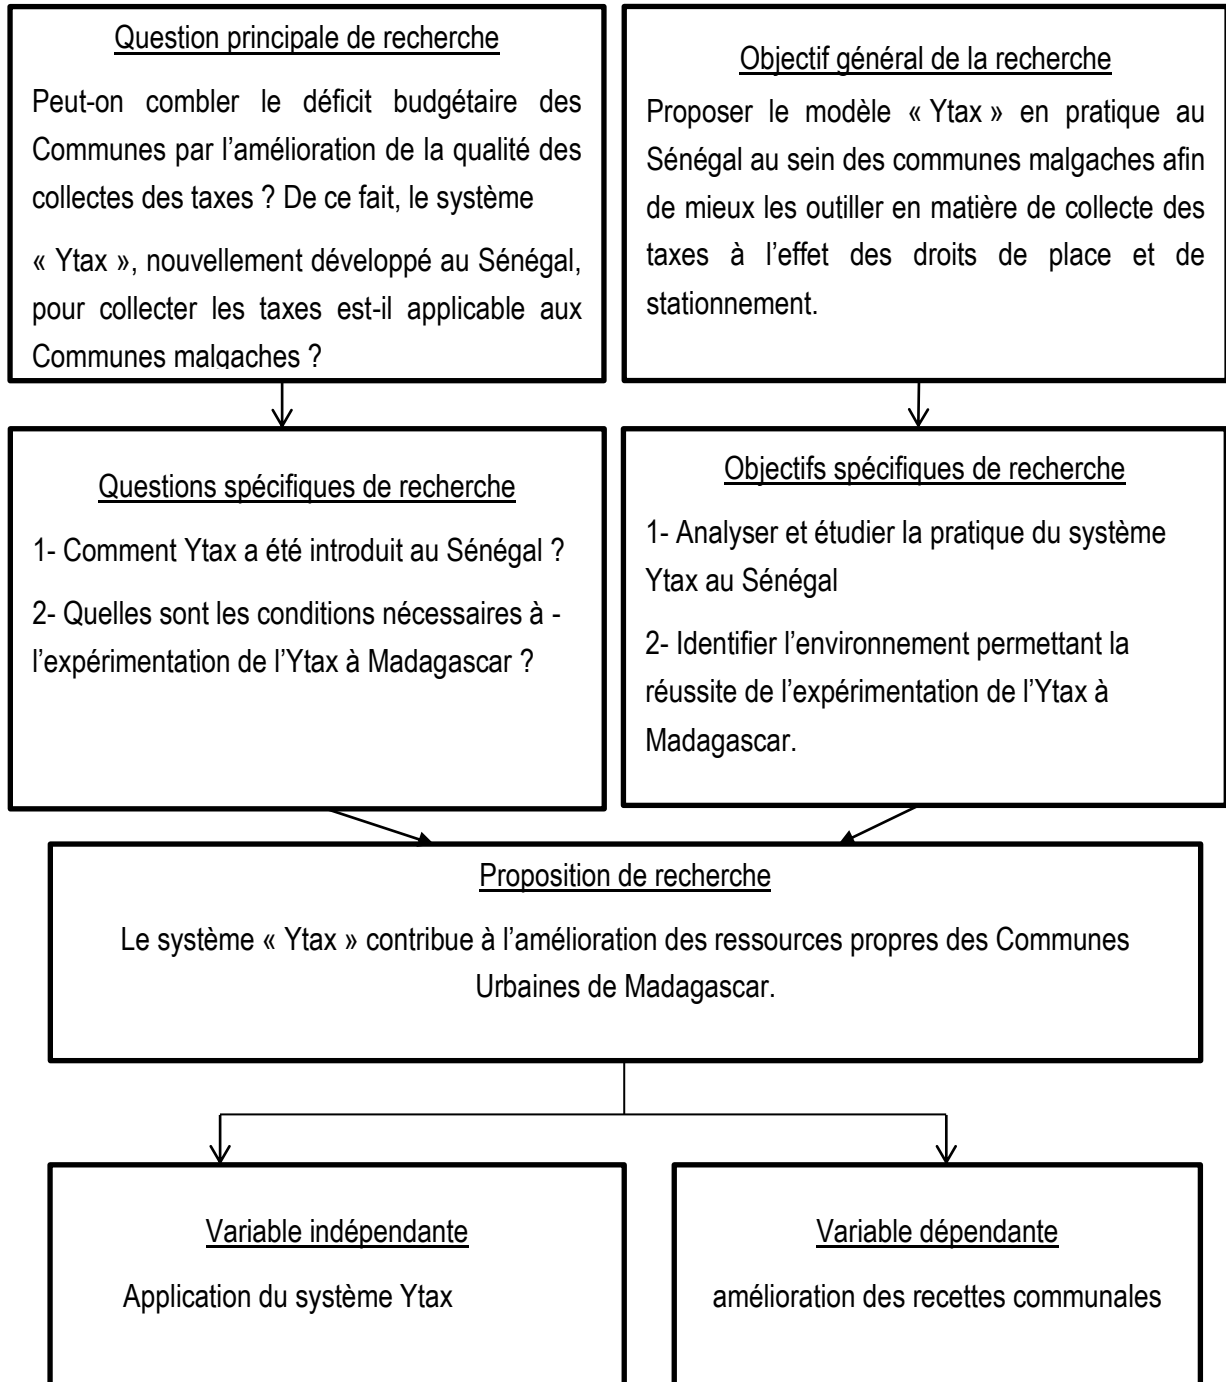 Question principale de recherche
Peut-on combler le déficit budgétaire des
Communes par l'amélioration de la qualité des
collectes des taxes ? De ce fait, le système
« Ytax », nouvellement développé au Sénégal,
pour collecter les taxes est-il applicable aux
Communes malgaches ?
Objectif général de la recherche
Proposer le modèle « Ytax » en pratique au
Sénégal au sein des communes malgaches afin
de mieux les outiller en matière de collecte des
taxes à l'effet des droits de place et de
stationnement.
Questions spécifiques de recherche
1- Comment Ytax a été introduit au Sénégal ?
2- Quelles sont les conditions nécessaires à -
l'expérimentation de l'Ytax à Madagascar ?
Objectifs spécifiques de recherche
1- Analyser et étudier la pratique du système
Ytax au Sénégal
2- Identifier l'environnement permettant la
réussite de l'expérimentation de l'Ytax à
Madagascar.
Proposition de recherche
Le système « Ytax » contribue à l'amélioration des ressources propres des Communes
Urbaines de Madagascar.
Variable indépendante
Application du système Ytax
Variable dépendante
amélioration des recettes communales